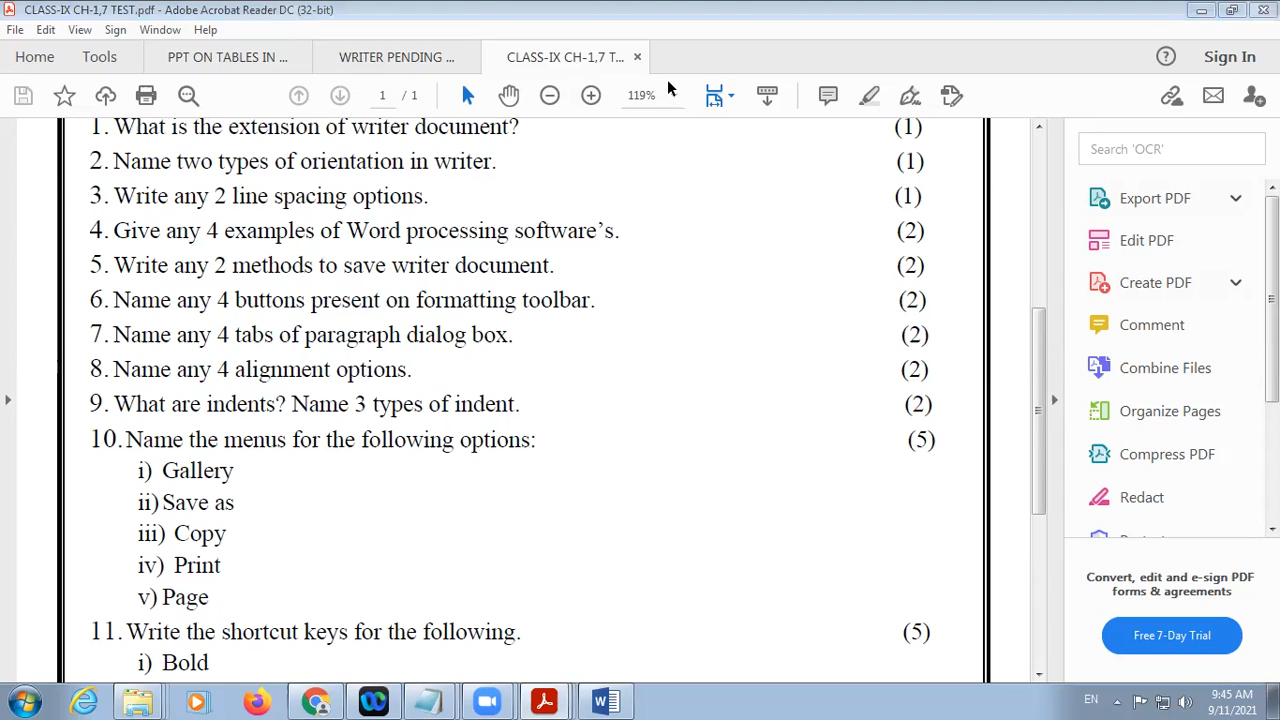 CLASS-IX CH-1,7 TEST.pdf - Adobe Acrobat Reader DC (32-bit)
File Edit View Sign Window Help
Home Tools PPT ON TABLES IN ... WRITER PENDING ... CLASS-IX CH-1,7 T... × ? Sign In
1 / 1 119%
1. What is the extension of writer document? (1)
2. Name two types of orientation in writer. (1)
3. Write any 2 line spacing options. (1)
4. Give any 4 examples of Word processing software’s. (2)
5. Write any 2 methods to save writer document. (2)
6. Name any 4 buttons present on formatting toolbar. (2)
7. Name any 4 tabs of paragraph dialog box. (2)
8. Name any 4 alignment options. (2)
9. What are indents? Name 3 types of indent. (2)
10. Name the menus for the following options: (5)
i) Gallery
ii) Save as
iii) Copy
iv) Print
v) Page
11. Write the shortcut keys for the following. (5)
i) Bold
Search 'OCR'
Export PDF
Edit PDF
Create PDF
Comment
Combine Files
Organize Pages
Compress PDF
Redact
Convert, edit and e-sign PDF
forms & agreements
Free 7-Day Trial
EN 9:45 AM
9/11/2021